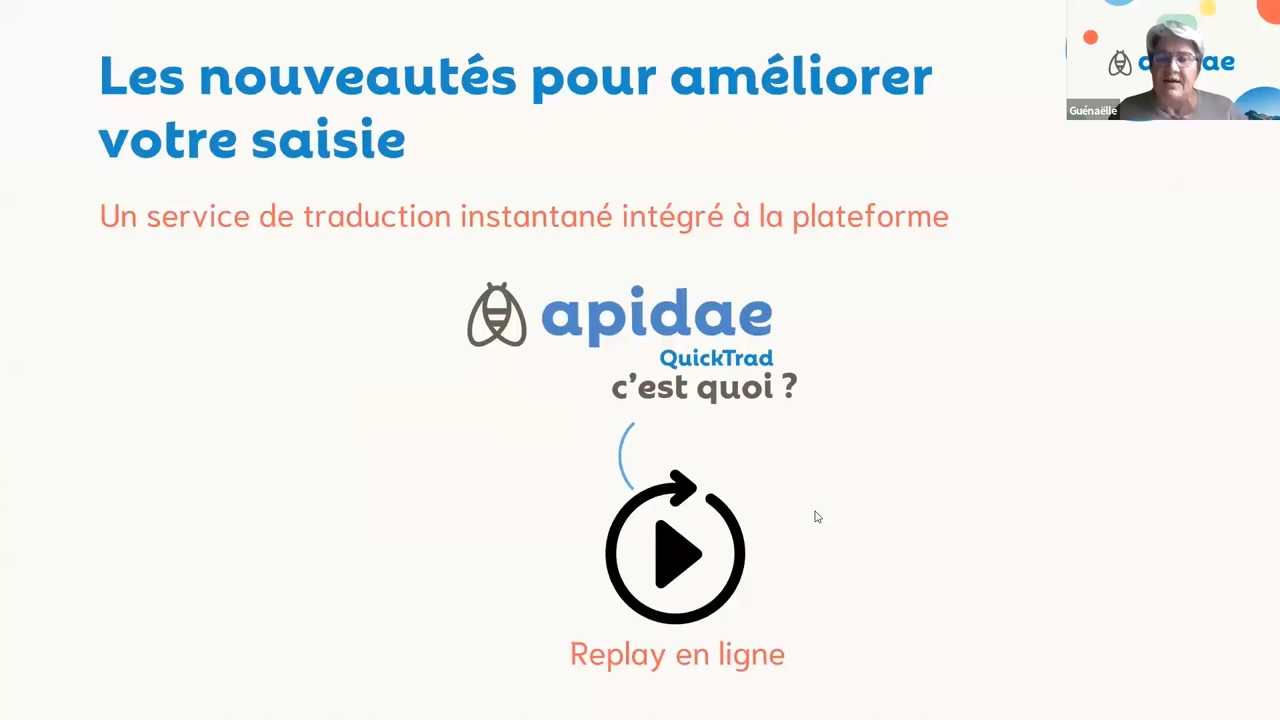 Les nouveautés pour améliorer
votre saisie
Un service de traduction instantané intégré à la plateforme
apidae
QuickTrad
c'est quoi ?
Replay en ligne
Guénaëlle